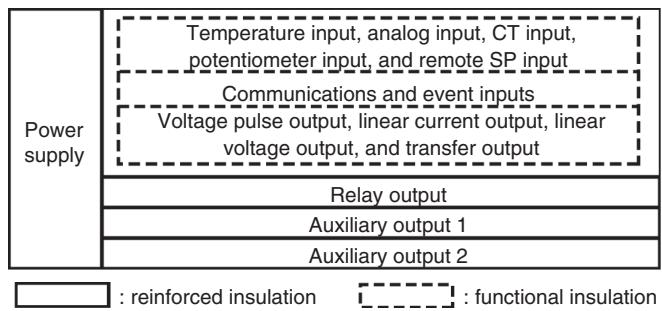 Temperature input, analog input, CT input,
potentiometer input, and remote SP input
Communications and event inputs
Power
supply
Voltage pulse output, linear current output, linear
voltage output, and transfer output
Relay output
Auxiliary output 1
Auxiliary output 2
: reinforced insulation
: functional insulation